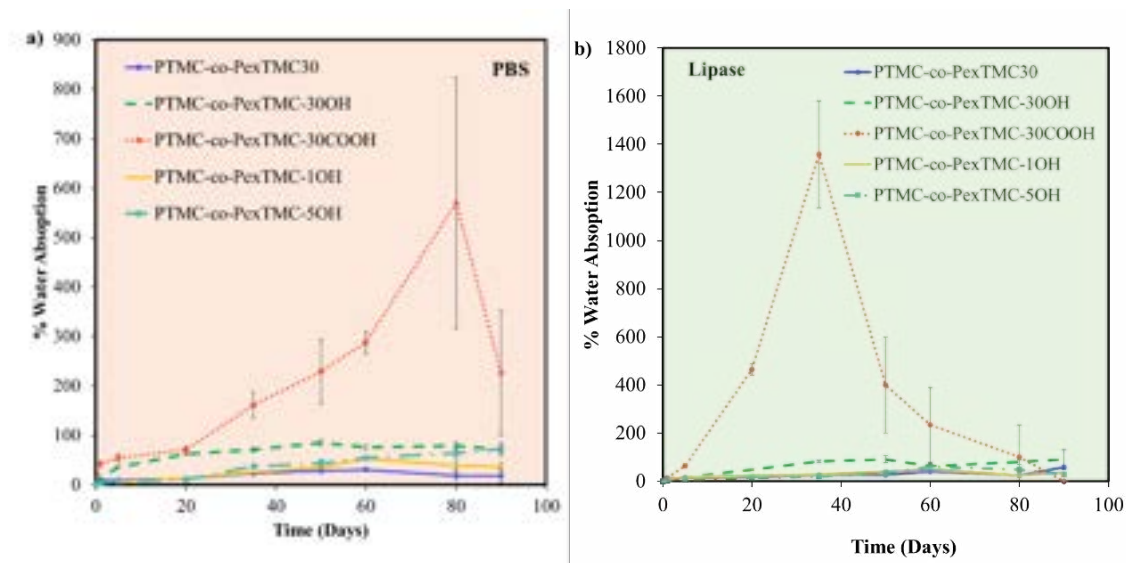 a)
PBS
PTMC-co-PexTMC30
PTMC-co-PexTMC-30OH
PTMC-co-PexTMC-30COOH
PTMC-co-PexTMC-1OH
PTMC-co-PexTMC-5OH
% Water Absoption
900
800
700
600
500
400
300
200
100
0
0 20 40 60 80 100
Time (Days)
b)
Lipase
PTMC-co-PexTMC30
PTMC-co-PexTMC-30OH
PTMC-co-PexTMC-30COOH
PTMC-co-PexTMC-1OH
PTMC-co-PexTMC-5OH
% Water Absoption
1800
1600
1400
1200
1000
800
600
400
200
0
0 20 40 60 80 100
Time (Days)